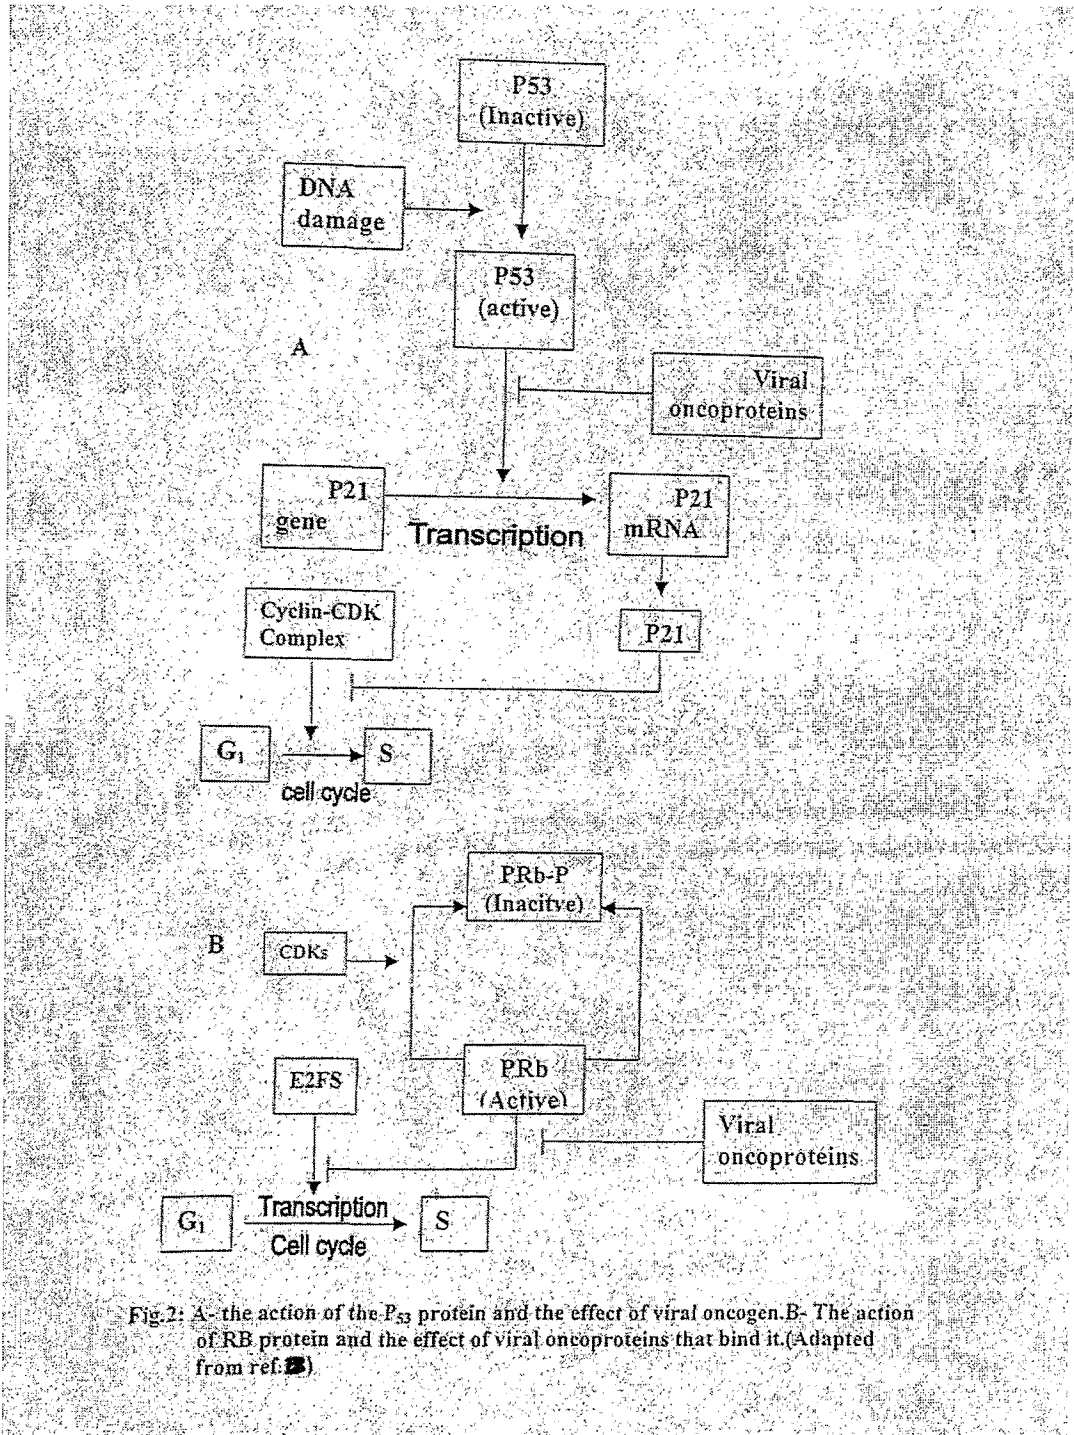 P53
(Inactive)
DNA
damage
P53
(active)
A
Viral
oncoproteins
P21
gene
Transcription
P21
mRNA
Cyclin-CDK
Complex
P21
G₁
S
cell cycle
PRb-P
(Inacitve)
B
CDKs
E2FS
PRb
(Active)
Viral
oncoproteins
G₁
Transcription
Cell cycle
S
Fig.2: A- the action of the P₅₃ protein and the effect of viral oncogen.B- The action
of RB protein and the effect of viral oncoproteins that bind it.(Adapted
from ref.